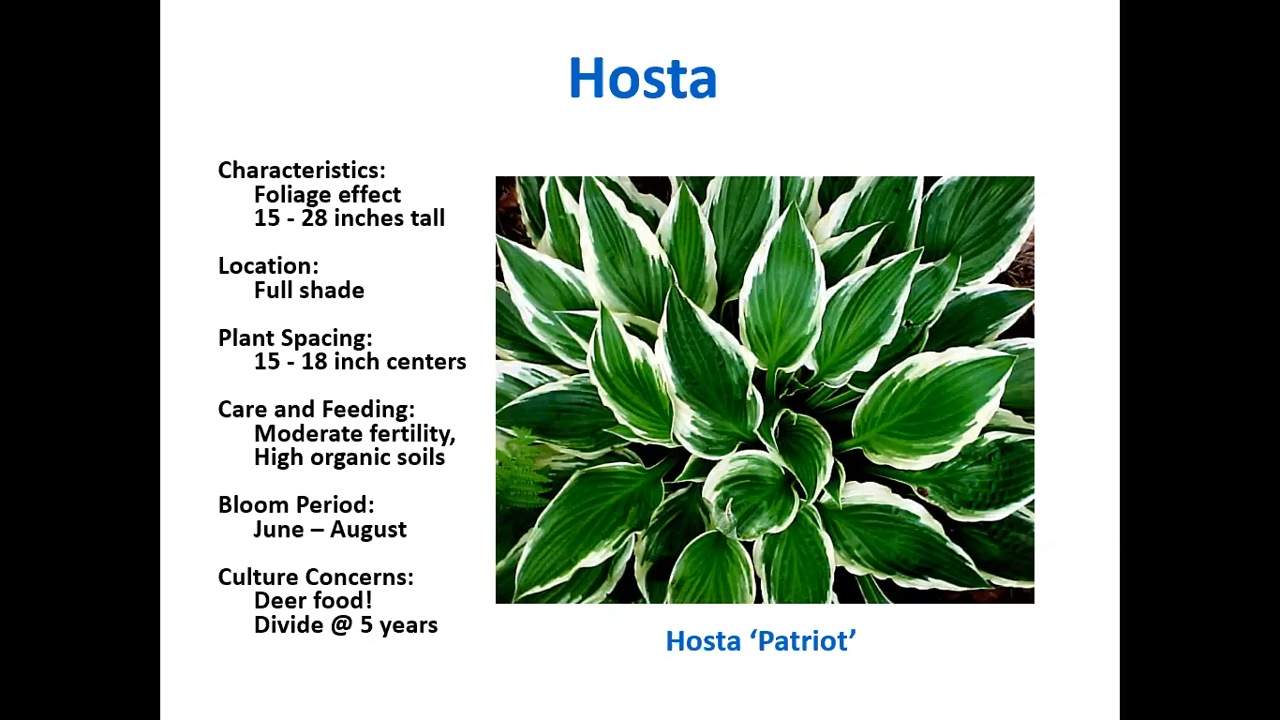 Hosta
Characteristics:
Foliage effect
15 - 28 inches tall
Location:
Full shade
Plant Spacing:
15 - 18 inch centers
Care and Feeding:
Moderate fertility,
High organic soils
Bloom Period:
June – August
Culture Concerns:
Deer food!
Divide @ 5 years
Hosta ‘Patriot’